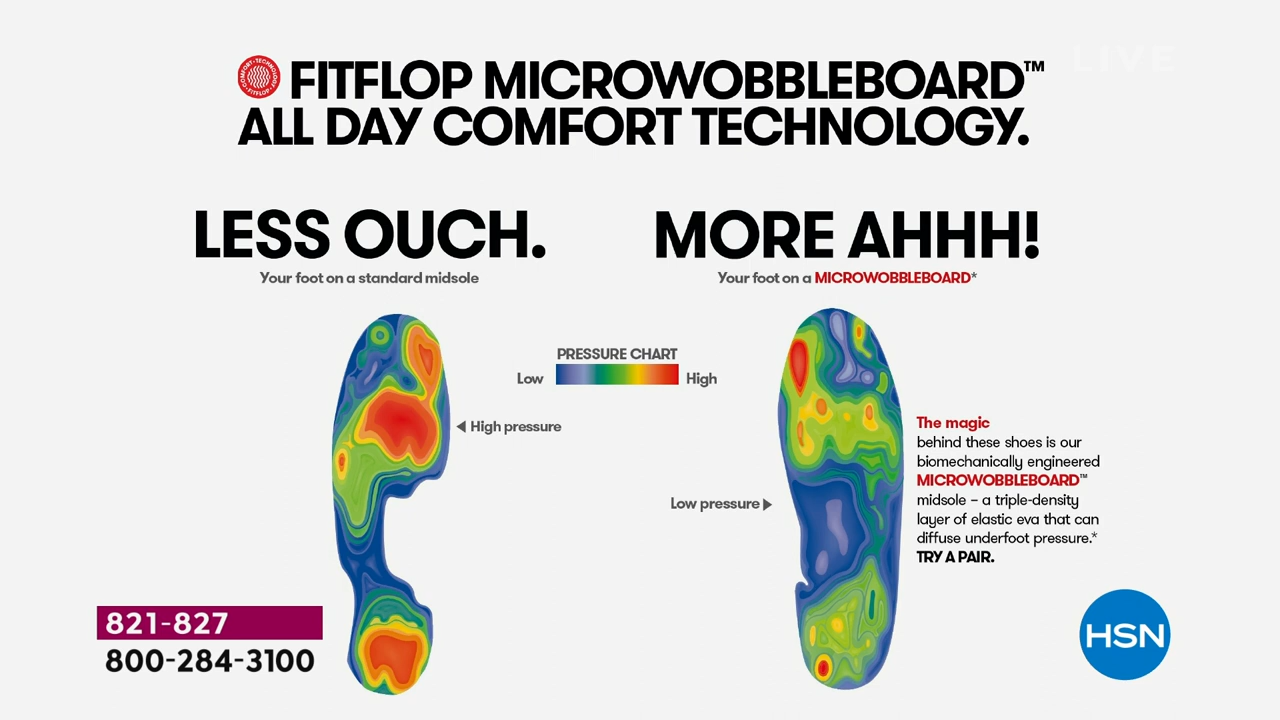 LIVE
FITFLOP MICROWOBBLEBOARD™
ALL DAY COMFORT TECHNOLOGY.
LESS OUCH.
Your foot on a standard midsole
MORE AHHH!
Your foot on a MICROWOBBLEBOARD*
PRESSURE CHART
Low
High
High pressure
Low pressure
The magic
behind these shoes is our
biomechanically engineered
MICROWOBBLEBOARD™
midsole – a triple-density
layer of elastic eva that can
diffuse underfoot pressure.*
TRY A PAIR.
821-827
800-284-3100
HSN